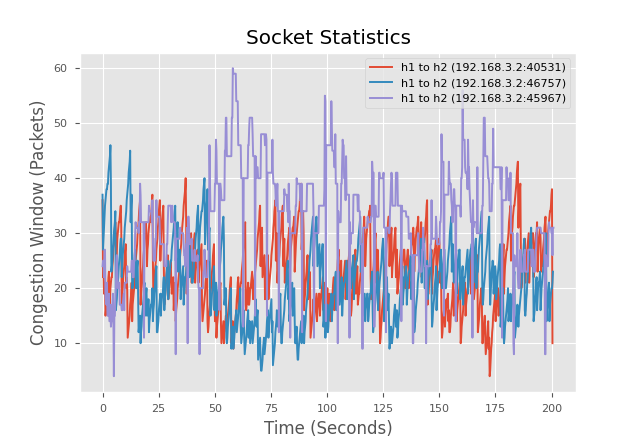 Socket Statistics
h1 to h2 (192.168.3.2:40531)
h1 to h2 (192.168.3.2:46757)
h1 to h2 (192.168.3.2:45967)
Congestion Window (Packets)
60
50
40
30
20
10
0 25 50 75 100 125 150 175 200
Time (Seconds)